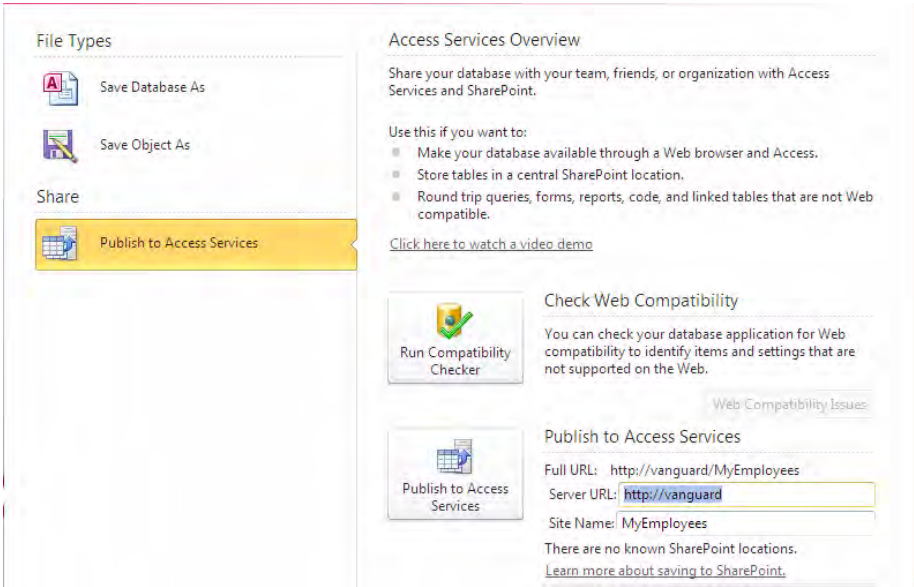 File Types
Save Database As
Save Object As
Share
Publish to Access Services
Access Services Overview
Share your database with your team, friends, or organization with Access
Services and SharePoint.
Use this if you want to:
Make your database available through a Web browser and Access.
Store tables in a central SharePoint location.
Round trip queries, forms, reports, code, and linked tables that are not Web
compatible.
Click here to watch a video demo
Run Compatibility
Checker
Check Web Compatibility
You can check your database application for Web
compatibility to identify items and settings that are
not supported on the Web.
Web Compatibility Issues
Publish to Access
Services
Publish to Access Services
Full URL: http://vanguard/MyEmployees
Server URL: http://vanguard
Site Name: MyEmployees
There are no known SharePoint locations.
Learn more about saving to SharePoint.